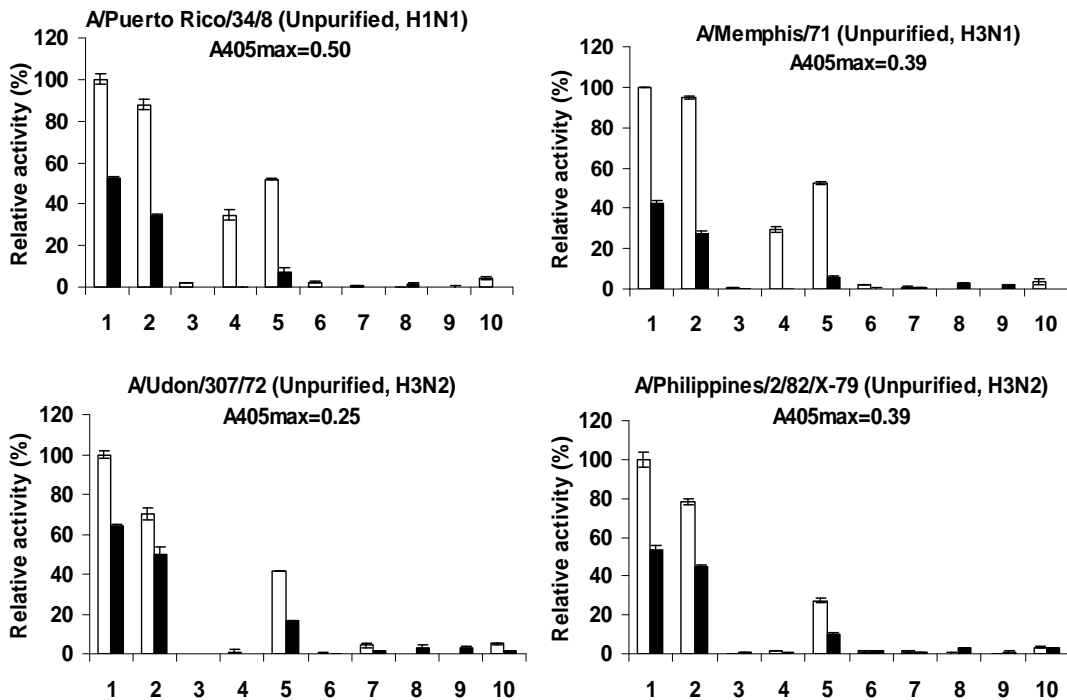 A/Puerto Rico/34/8 (Unpurified, H1N1)
A405max=0.50
Relative activity (%)
120
100
80
60
40
20
0
1 2 3 4 5 6 7 8 9 10
A/Memphis/71 (Unpurified, H3N1)
A405max=0.39
Relative activity (%)
120
100
80
60
40
20
0
1 2 3 4 5 6 7 8 9 10
A/Udon/307/72 (Unpurified, H3N2)
A405max=0.25
Relative activity (%)
120
100
80
60
40
20
0
1 2 3 4 5 6 7 8 9 10
A/Philippines/2/82/X-79 (Unpurified, H3N2)
A405max=0.39
Relative activity (%)
120
100
80
60
40
20
0
1 2 3 4 5 6 7 8 9 10